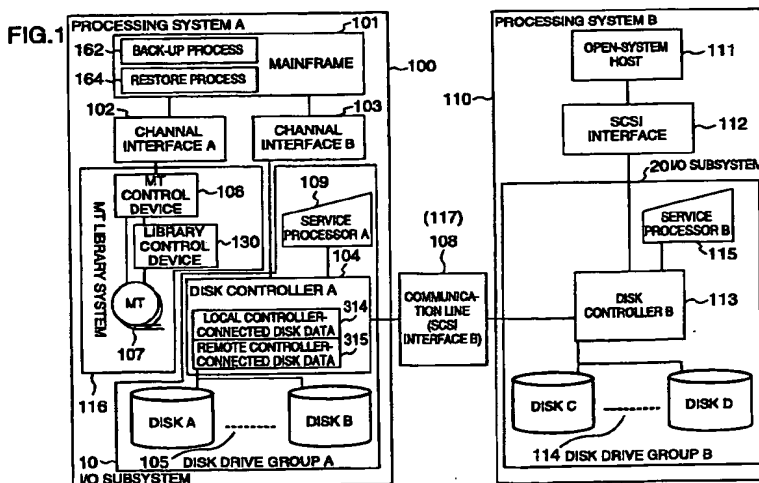 FIG.1
PROCESSING SYSTEM A
101
162
BACK-UP PROCESS
164
RESTORE PROCESS
MAINFRAME
100
102
103
CHANNAL
INTERFACE A
CHANNAL
INTERFACE B
MT LIBRARY SYSTEM
MT CONTROL
DEVICE
106
LIBRARY CONTROL
DEVICE
130
MT
107
116
109
SERVICE
PROCESSOR A
104
DISK CONTROLLER A
314
LOCAL CONTROLLER-
CONNECTED DISK DATA
315
REMOTE CONTROLLER-
CONNECTED DISK DATA
DISK A
DISK B
10
105
DISK DRIVE GROUP A
I/O SUBSYSTEM
(117)
108
COMMUNICA-
TION LINE
(SCSI
INTERFACE B)
PROCESSING SYSTEM B
OPEN-SYSTEM
HOST
111
110
SCSI
INTERFACE
112
20
I/O SUBSYSTEM
SERVICE
PROCESSOR B
115
DISK
CONTROLLER B
113
DISK C
DISK D
114
DISK DRIVE GROUP B